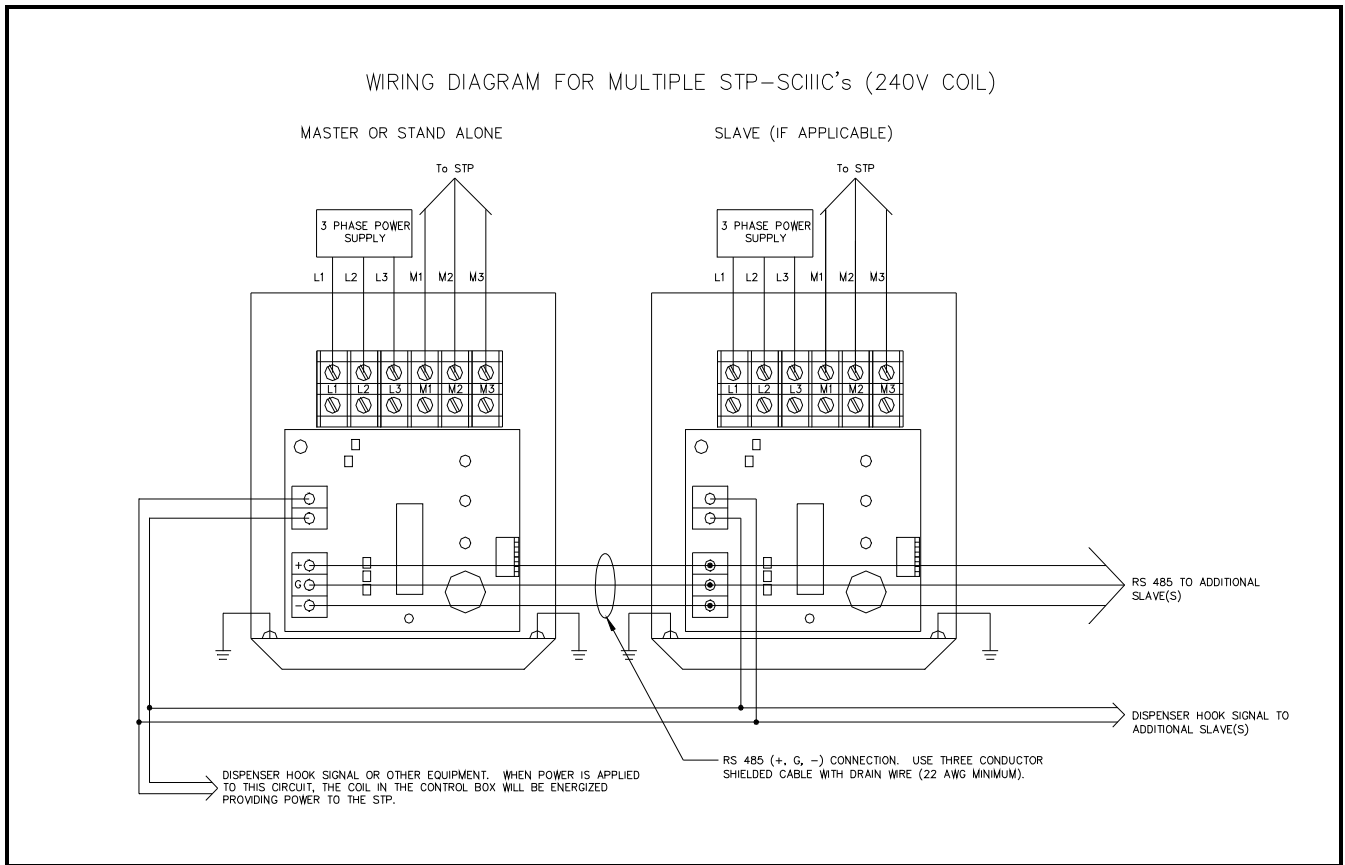 WIRING DIAGRAM FOR MULTIPLE STP-SCIIIC's (240V COIL)
MASTER OR STAND ALONE
SLAVE (IF APPLICABLE)
To STP
To STP
3 PHASE POWER
SUPPLY
3 PHASE POWER
SUPPLY
L1 L2 L3 M1 M2 M3
L1 L2 L3 M1 M2 M3
L1 L2 L3 M1 M2 M3
L1 L2 L3 M1 M2 M3
+
G
-
RS 485 TO ADDITIONAL
SLAVE(S)
DISPENSER HOOK SIGNAL TO
ADDITIONAL SLAVE(S)
RS 485 (+, G, -) CONNECTION. USE THREE CONDUCTOR
SHIELDED CABLE WITH DRAIN WIRE (22 AWG MINIMUM).
DISPENSER HOOK SIGNAL OR OTHER EQUIPMENT. WHEN POWER IS APPLIED
TO THIS CIRCUIT, THE COIL IN THE CONTROL BOX WILL BE ENERGIZED
PROVIDING POWER TO THE STP.